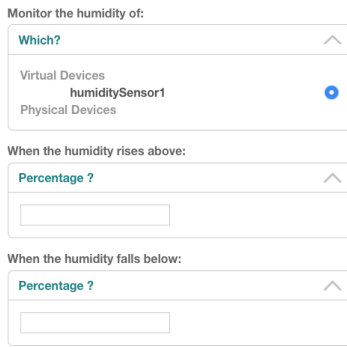 Monitor the humidity of:
Which?
Virtual Devices
humiditySensor1
Physical Devices
When the humidity rises above:
Percentage ?
When the humidity falls below:
Percentage ?